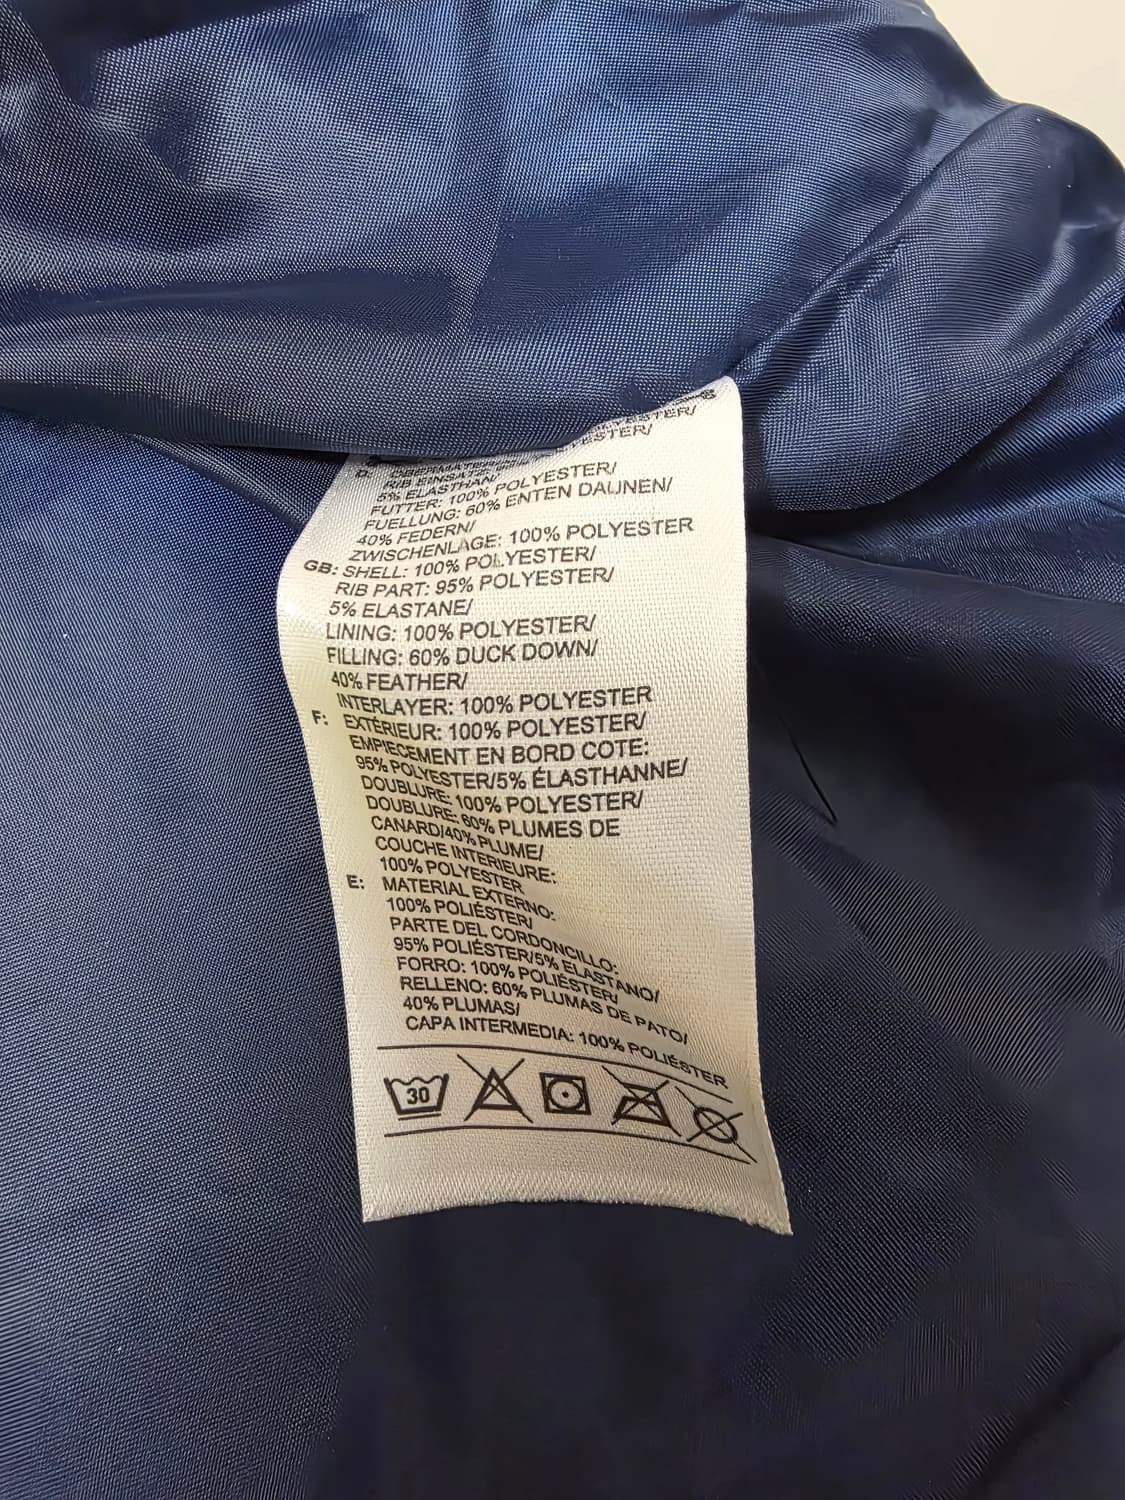 YESTER/
YESTER/
D:
RIB EINSATZ:
5% ELASTHAN/
FUTTER: 100% POLYESTER/
FUELLUNG: 60% ENTEN DAUNEN/
40% FEDERN/
ZWISCHENLAGE: 100% POLYESTER
GB: SHELL: 100% POLYESTER/
RIB PART: 95% POLYESTER/
5% ELASTANE/
LINING: 100% POLYESTER/
FILLING: 60% DUCK DOWN/
40% FEATHER/
INTERLAYER: 100% POLYESTER
F: EXTÉRIEUR: 100% POLYESTER/
EMPIECEMENT EN BORD COTE:
95% POLYESTER/5% ÉLASTHANNE/
DOUBLURE: 100% POLYESTER/
DOUBLURE: 60% PLUMES DE
CANARD/40% PLUME/
COUCHE INTERIEURE:
100% POLYESTER
E: MATERIAL EXTERNO:
100% POLIÉSTER/
PARTE DEL CORDONCILLO:
95% POLIÉSTER/5% ELASTANO/
FORRO: 100% POLIÉSTER/
RELLENO: 60% PLUMAS DE PATO/
40% PLUMAS/
CAPA INTERMEDIA: 100% POLIÉSTER
30